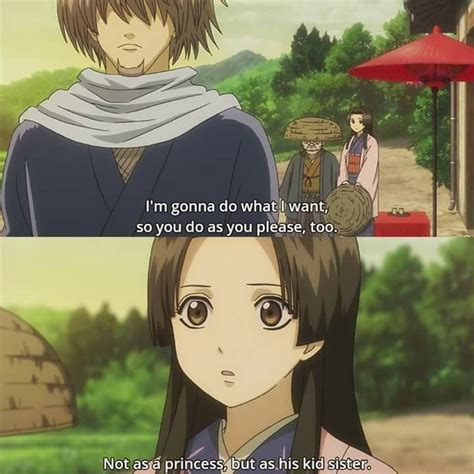 I'm gonna do what I want,
so you do as you please, too.
Not as a princess, but as his kid sister.